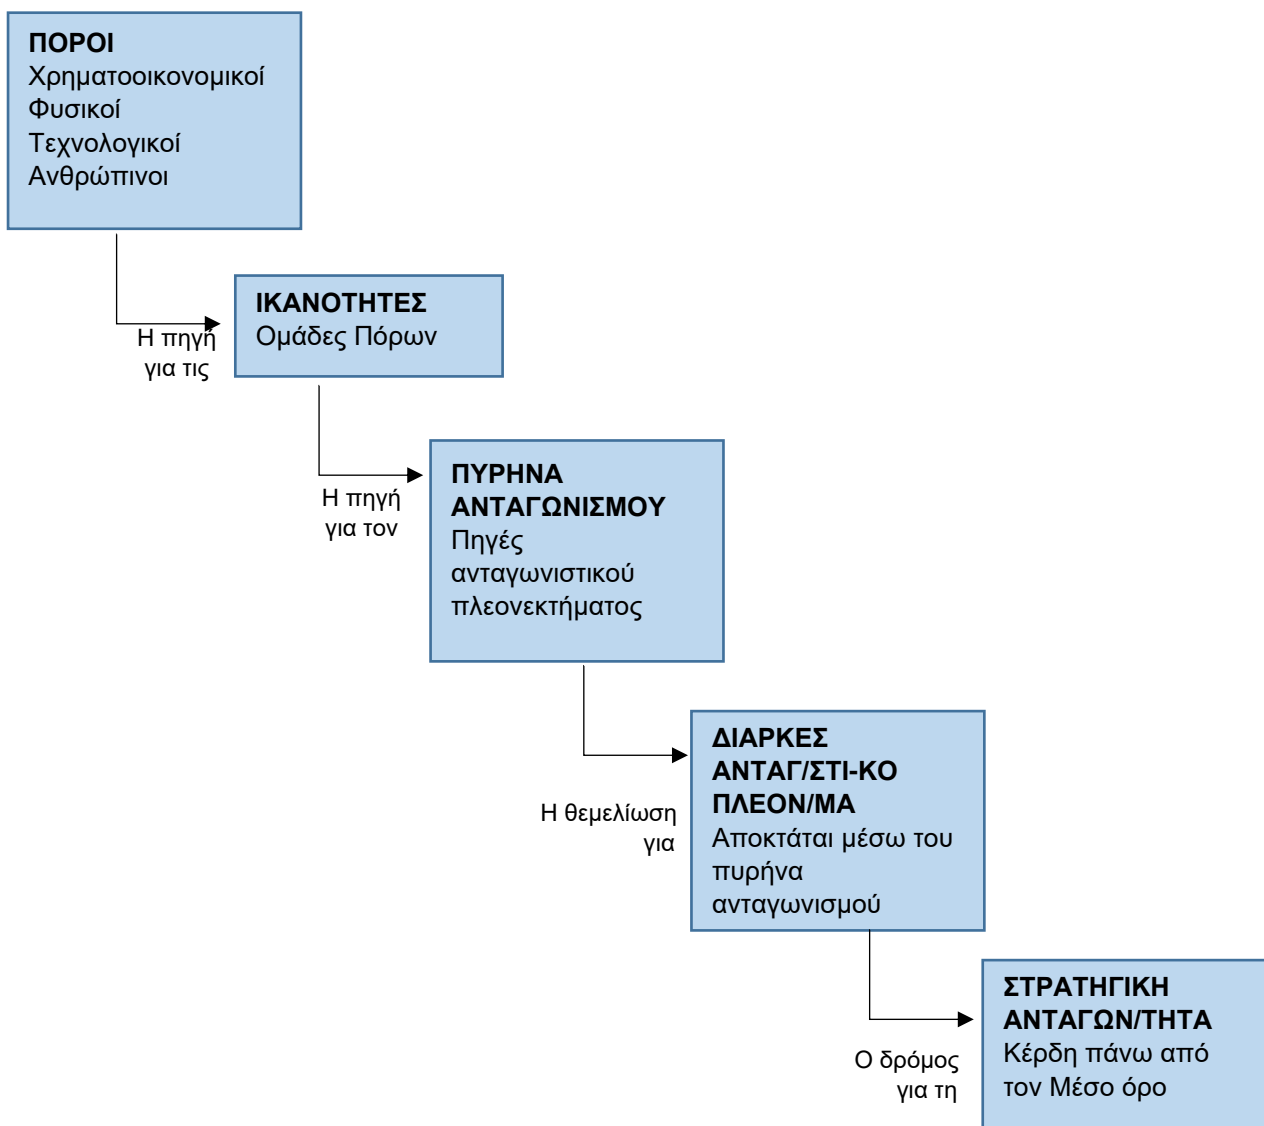 ΠΟΡΟΙ
Χρηματοοικονομικοί
Φυσικοί
Τεχνολογικοί
Ανθρώπινοι
Η πηγή
για τις
ΙΚΑΝΟΤΗΤΕΣ
Ομάδες Πόρων
Η πηγή
για τον
ΠΥΡΗΝΑ
ΑΝΤΑΓΩΝΙΣΜΟΥ
Πηγές
ανταγωνιστικού
πλεονεκτήματος
Η θεμελίωση
για
ΔΙΑΡΚΕΣ
ΑΝΤΑΓ/ΣΤΙ-ΚΟ
ΠΛΕΟΝ/ΜΑ
Αποκτάται μέσω του
πυρήνα
ανταγωνισμού
Ο δρόμος
για τη
ΣΤΡΑΤΗΓΙΚΗ
ΑΝΤΑΓΩΝ/ΤΗΤΑ
Κέρδη πάνω από
τον Μέσο όρο